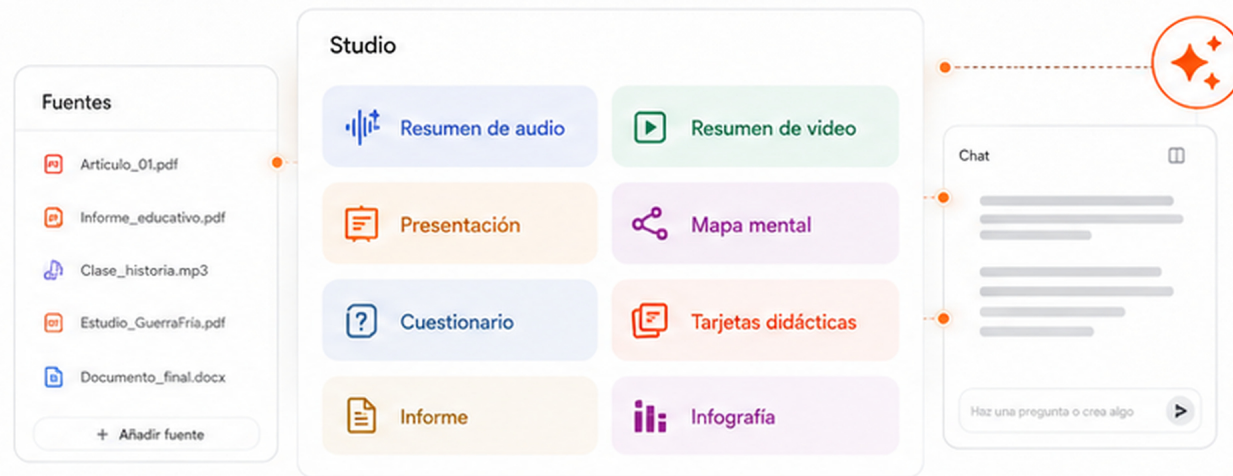 Fuentes
Articulo_01.pdf
Informe_educativo.pdf
Clase_historia.mp3
Estudio_GuerraFría.pdf
Documento_final.docx
+ Añadir fuente
Studio
Resumen de audio
Resumen de video
Presentación
Mapa mental
Cuestionario
Tarjetas didácticas
Informe
Infografía
Chat
Haz una pregunta o crea algo